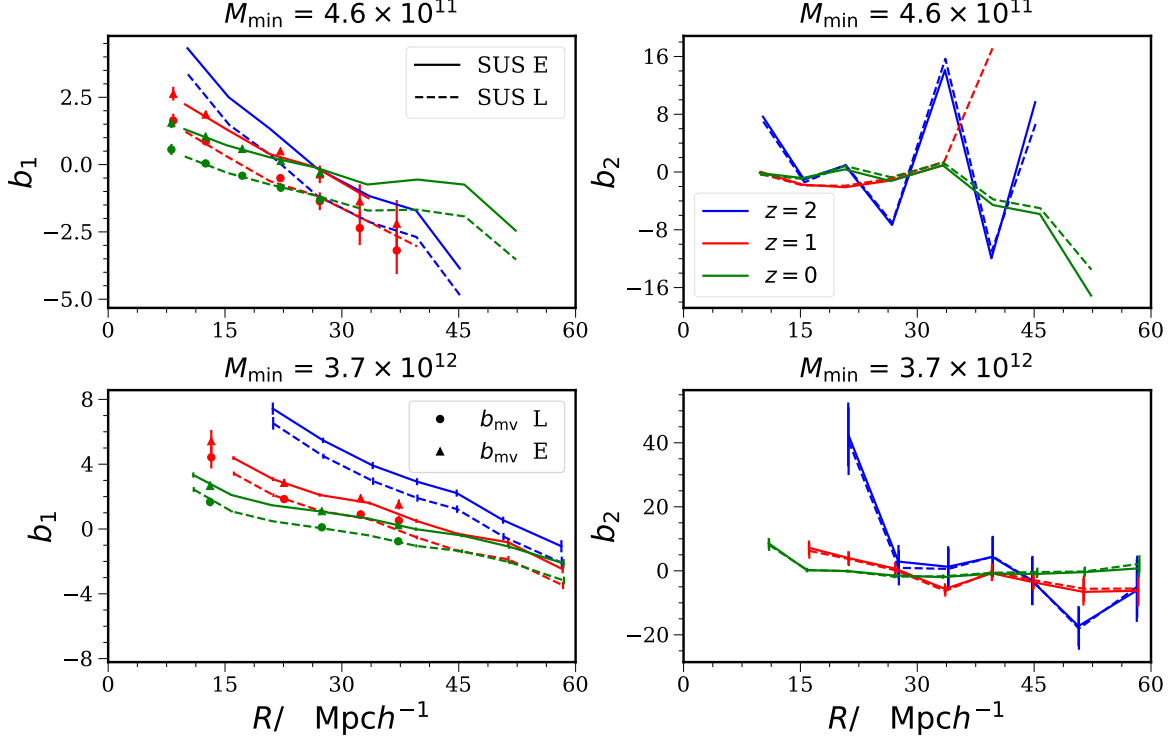 M_min = 4.6 × 10^11
M_min = 4.6 × 10^11
b_1
2.5
0.0
−2.5
−5.0
SUS E
SUS L
0 15 30 45 60
b_2
16
8
0
−8
−16
z = 2
z = 1
z = 0
0 15 30 45 60
M_min = 3.7 × 10^12
M_min = 3.7 × 10^12
b_1
8
4
0
−4
−8
b_mv L
b_mv E
0 15 30 45 60
R/ Mpch^−1
b_2
40
20
0
−20
0 15 30 45 60
R/ Mpch^−1